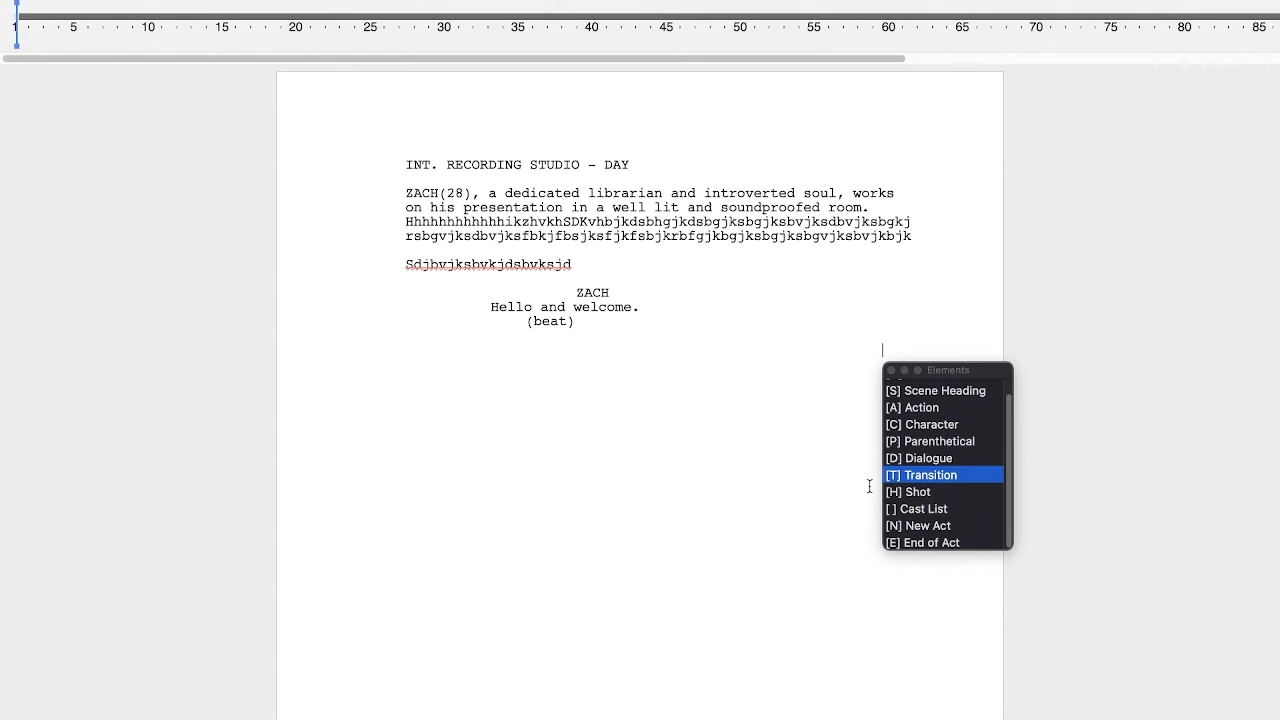 1 5 10 15 20 25 30 35 40 45 50 55 60 65 70 75 80 85
INT. RECORDING STUDIO - DAY
ZACH(28), a dedicated librarian and introverted soul, works
on his presentation in a well lit and soundproofed room.
HhhhhhhhhhhhikzhvkhSDKvhbjkdsbhgjkdsbgjksbgjksbvjksdbvjksbgkj
rsbgvjksdbvjksfbkjfbsjksfjkfsbjkrbfgjkbgjksbgjksbgvjksbvjkbjk
Sdjbvjksbvkjdsbvksjd
ZACH
Hello and welcome.
(beat)
Elements
[S] Scene Heading
[A] Action
[C] Character
[P] Parenthetical
[D] Dialogue
[T] Transition
[H] Shot
[ ] Cast List
[N] New Act
[E] End of Act